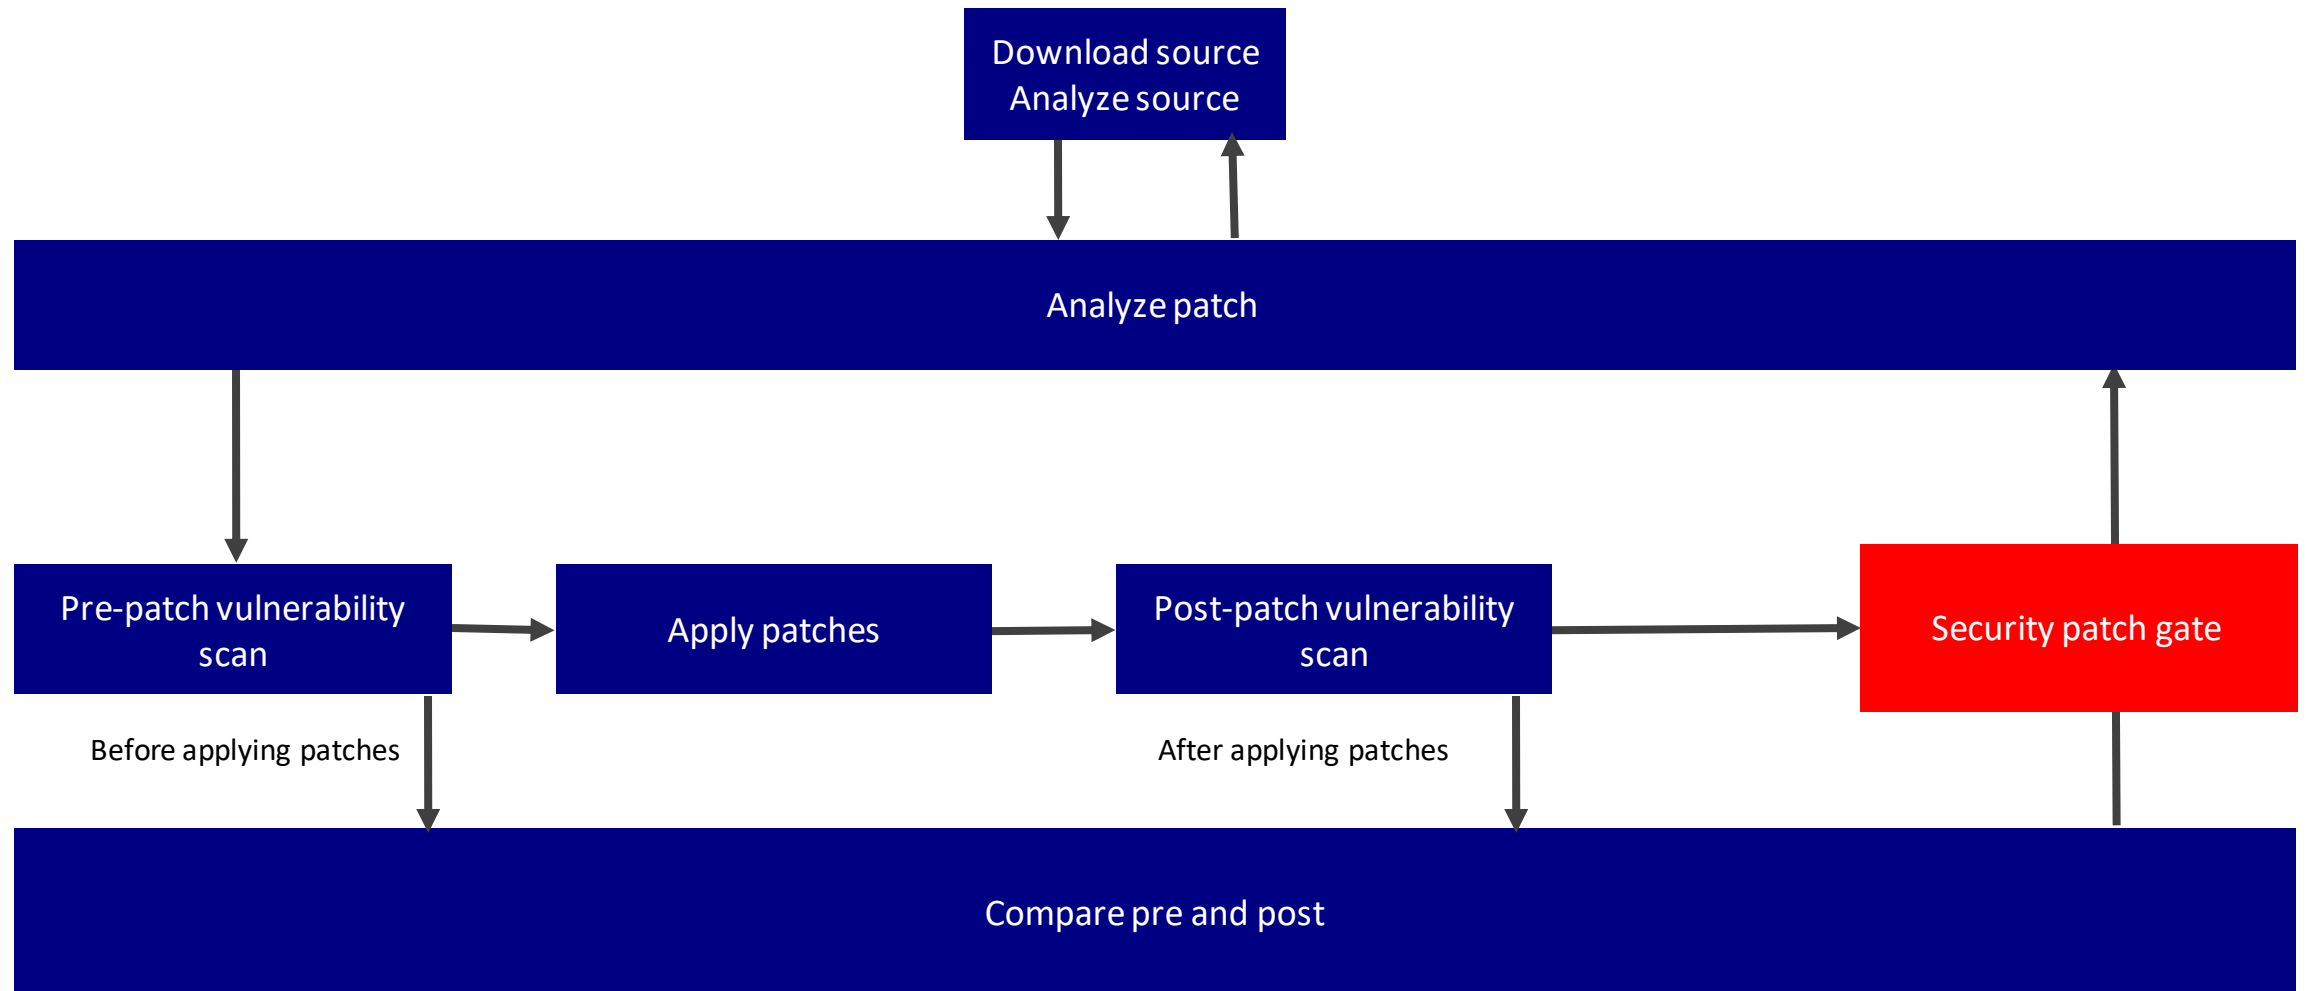 Download source
Analyze source
Analyze patch
Pre-patch vulnerability
scan
Apply patches
Post-patch vulnerability
scan
Security patch gate
Before applying patches
After applying patches
Compare pre and post